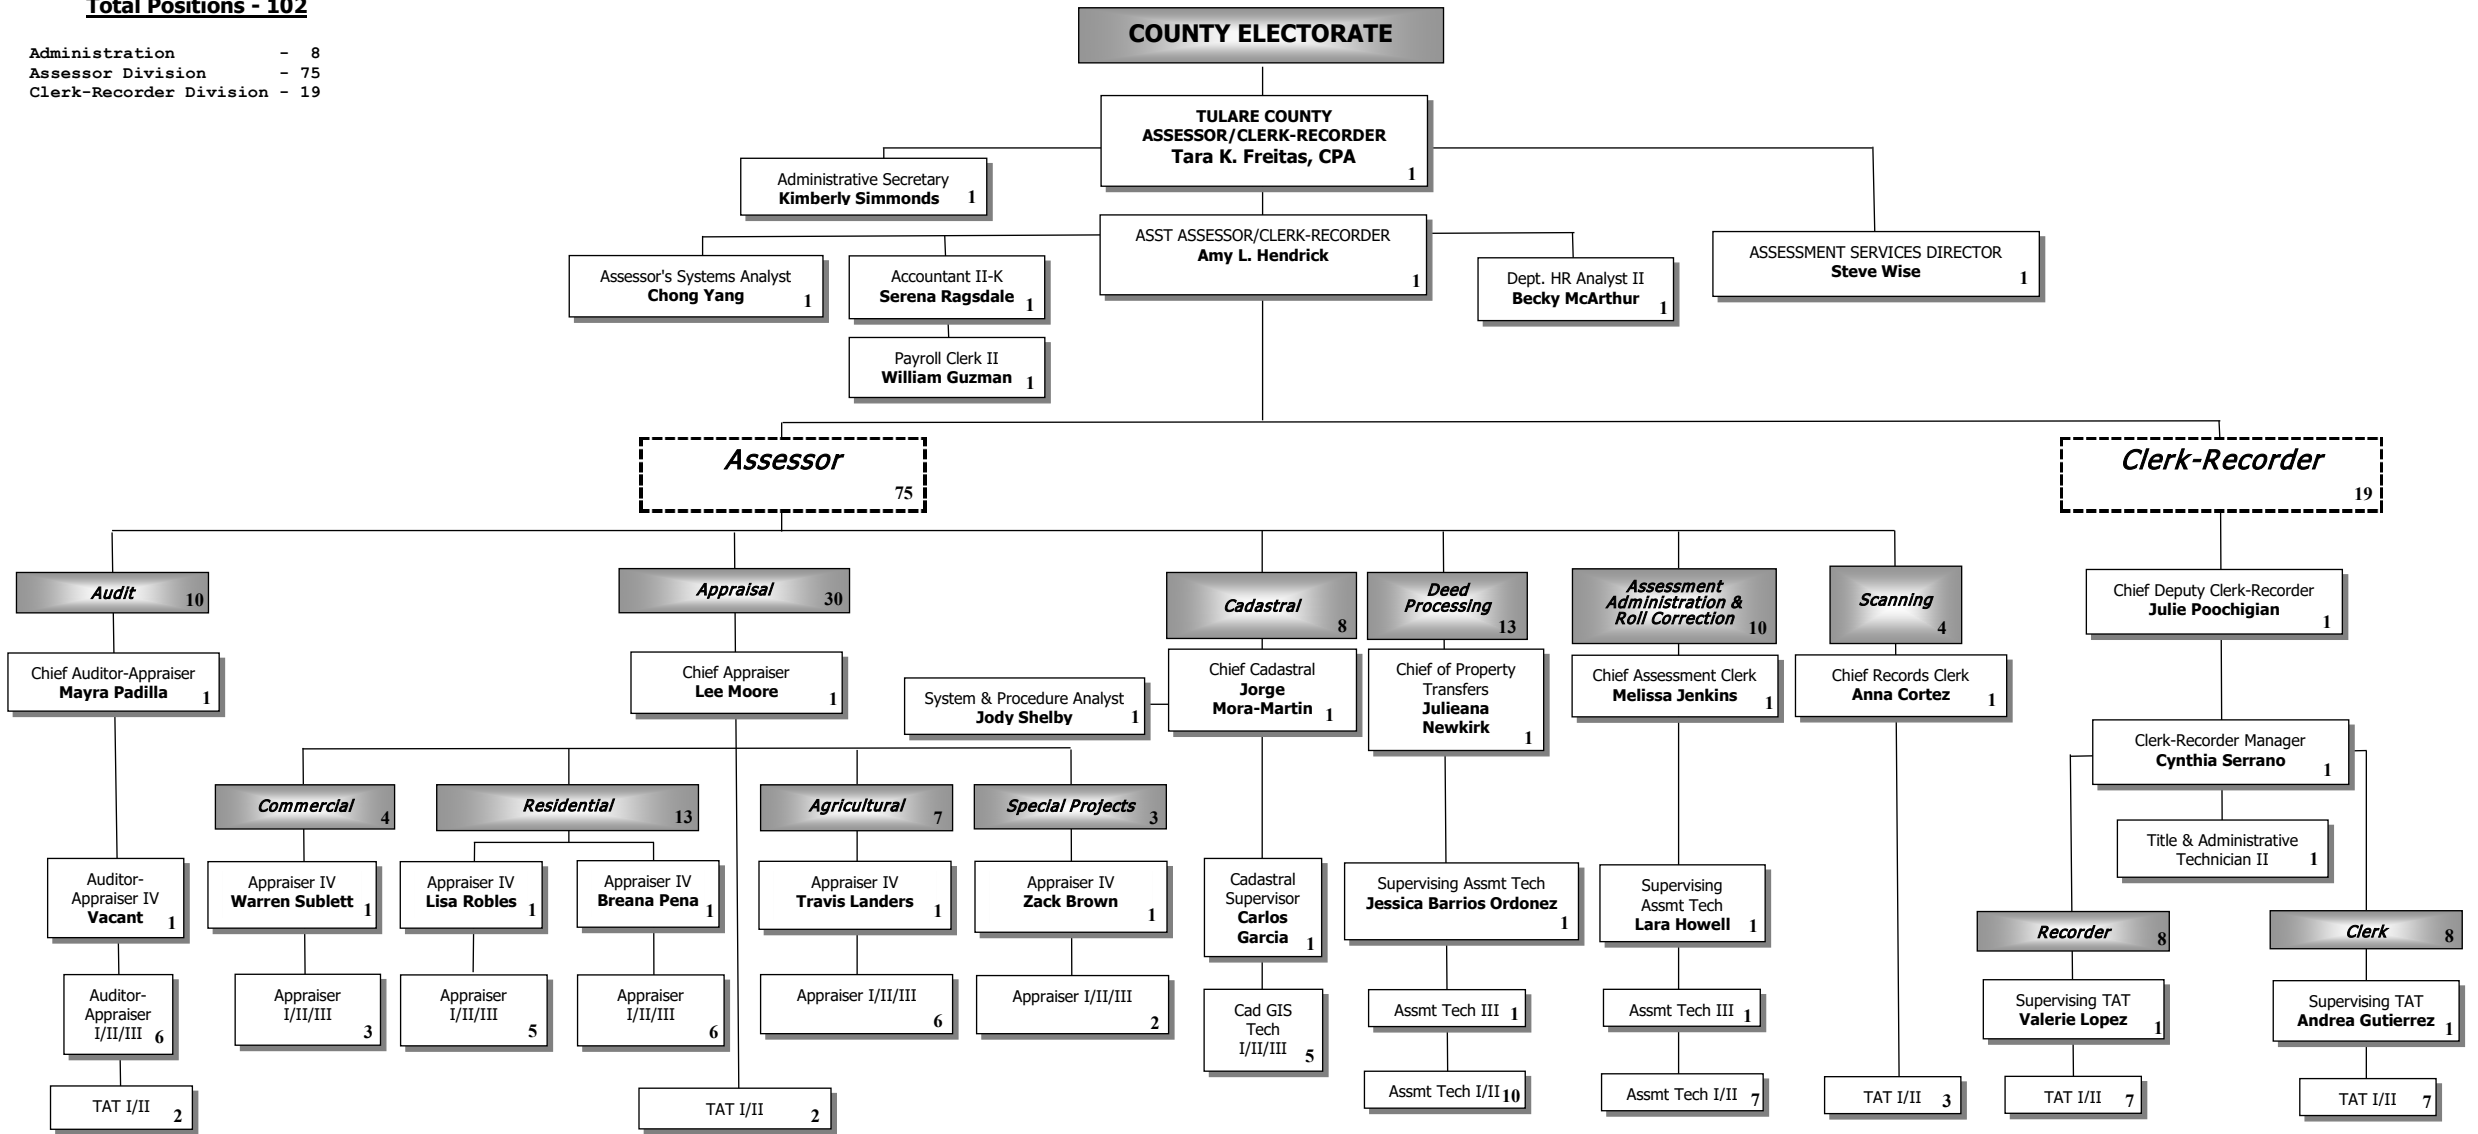 Total Positions - 102
Administration - 8
Assessor Division - 75
Clerk-Recorder Division - 19
COUNTY ELECTORATE
TULARE COUNTY
ASSESSOR/CLERK-RECORDER
Tara K. Freitas, CPA
1
Administrative Secretary
Kimberly Simmonds 1
ASST ASSESSOR/CLERK-RECORDER
Amy L. Hendrick
1
ASSESSMENT SERVICES DIRECTOR
Steve Wise
1
Assessor's Systems Analyst
Chong Yang 1
Accountant II-K
Serena Ragsdale 1
Dept. HR Analyst II
Becky McArthur 1
Payroll Clerk II
William Guzman 1
Assessor
75
Clerk-Recorder
19
Audit 10
Appraisal 30
Cadastral
8
Deed
Processing
13
Assessment
Administration &
Roll Correction 10
Scanning
4
Chief Deputy Clerk-Recorder
Julie Poochigian
1
Chief Auditor-Appraiser
Mayra Padilla 1
Chief Appraiser
Lee Moore 1
System & Procedure Analyst
Jody Shelby 1
Chief Cadastral
Jorge
Mora-Martin 1
Chief of Property
Transfers
Julieana
Newkirk
1
Chief Assessment Clerk
Melissa Jenkins 1
Chief Records Clerk
Anna Cortez 1
Clerk-Recorder Manager
Cynthia Serrano
1
Title & Administrative
Technician II 1
Commercial
4
Residential
13
Agricultural
7
Special Projects
3
Auditor-
Appraiser IV
Vacant 1
Appraiser IV
Warren Sublett 1
Appraiser IV
Lisa Robles 1
Appraiser IV
Breana Pena 1
Appraiser IV
Travis Landers 1
Appraiser IV
Zack Brown 1
Cadastral
Supervisor
Carlos
Garcia 1
Supervising Assmt Tech
Jessica Barrios Ordonez
1
Supervising
Assmt Tech
Lara Howell 1
Recorder 8
Clerk 8
Auditor-
Appraiser
I/II/III 6
Appraiser
I/II/III
3
Appraiser
I/II/III
5
Appraiser
I/II/III
6
Appraiser I/II/III
6
Appraiser I/II/III
2
Cad GIS
Tech
I/II/III 5
Assmt Tech III 1
Assmt Tech III 1
Supervising TAT
Valerie Lopez 1
Supervising TAT
Andrea Gutierrez 1
TAT I/II 2
TAT I/II 2
Assmt Tech I/II 10
Assmt Tech I/II 7
TAT I/II 3
TAT I/II 7
TAT I/II 7